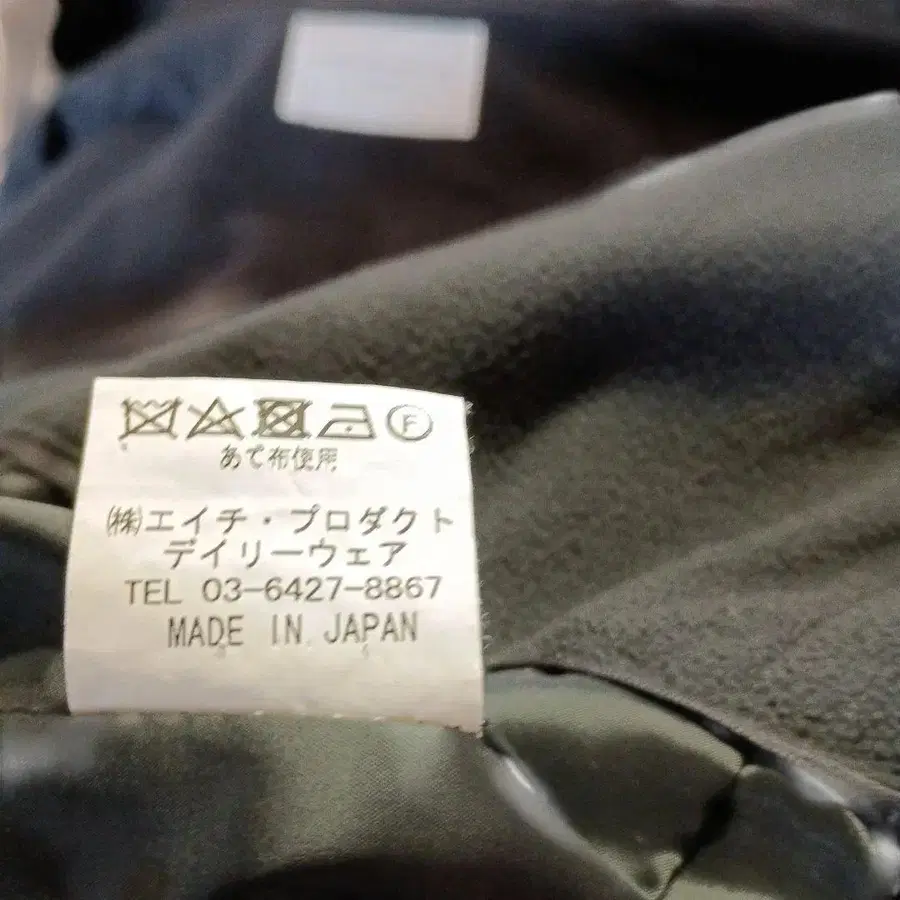 F
あて布使用
㈱エイチ・プロダクト
デイリーウェア
TEL 03-6427-8867
MADE IN JAPAN